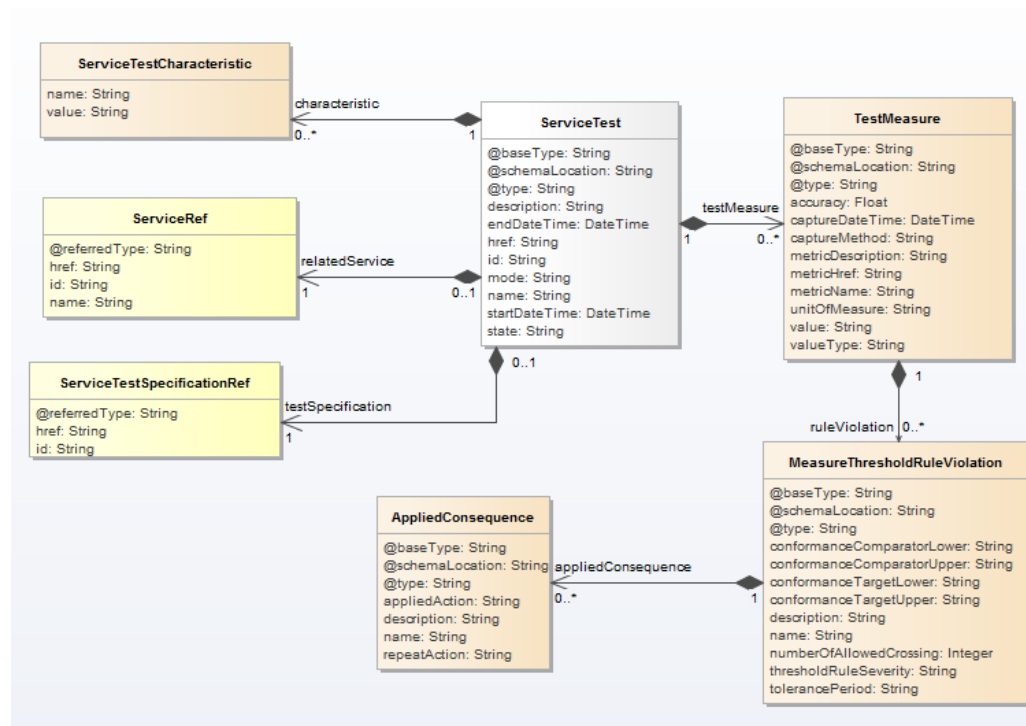 ServiceTestCharacteristic
name: String
value: String
characteristic
0..*
1
ServiceTest
@baseType: String
@schemaLocation: String
@type: String
description: String
endDateTime: DateTime
href: String
id: String
mode: String
name: String
startDateTime: DateTime
state: String
TestMeasure
@baseType: String
@schemaLocation: String
@type: String
accuracy: Float
captureDateTime: DateTime
captureMethod: String
metricDescription: String
metricHref: String
metricName: String
unitOfMeasure: String
value: String
valueType: String
testMeasure
1
0..*
ServiceRef
@referredType: String
href: String
id: String
name: String
relatedService
1
0..1
ServiceTestSpecificationRef
@referredType: String
href: String
id: String
testSpecification
1
0..1
1
ruleViolation
0..*
MeasureThresholdRuleViolation
@baseType: String
@schemaLocation: String
@type: String
conformanceComparatorLower: String
conformanceComparatorUpper: String
conformanceTargetLower: String
conformanceTargetUpper: String
description: String
name: String
numberOfAllowedCrossing: Integer
thresholdRuleSeverity: String
tolerancePeriod: String
AppliedConsequence
@baseType: String
@schemaLocation: String
@type: String
appliedAction: String
description: String
name: String
repeatAction: String
appliedConsequence
0..*
1